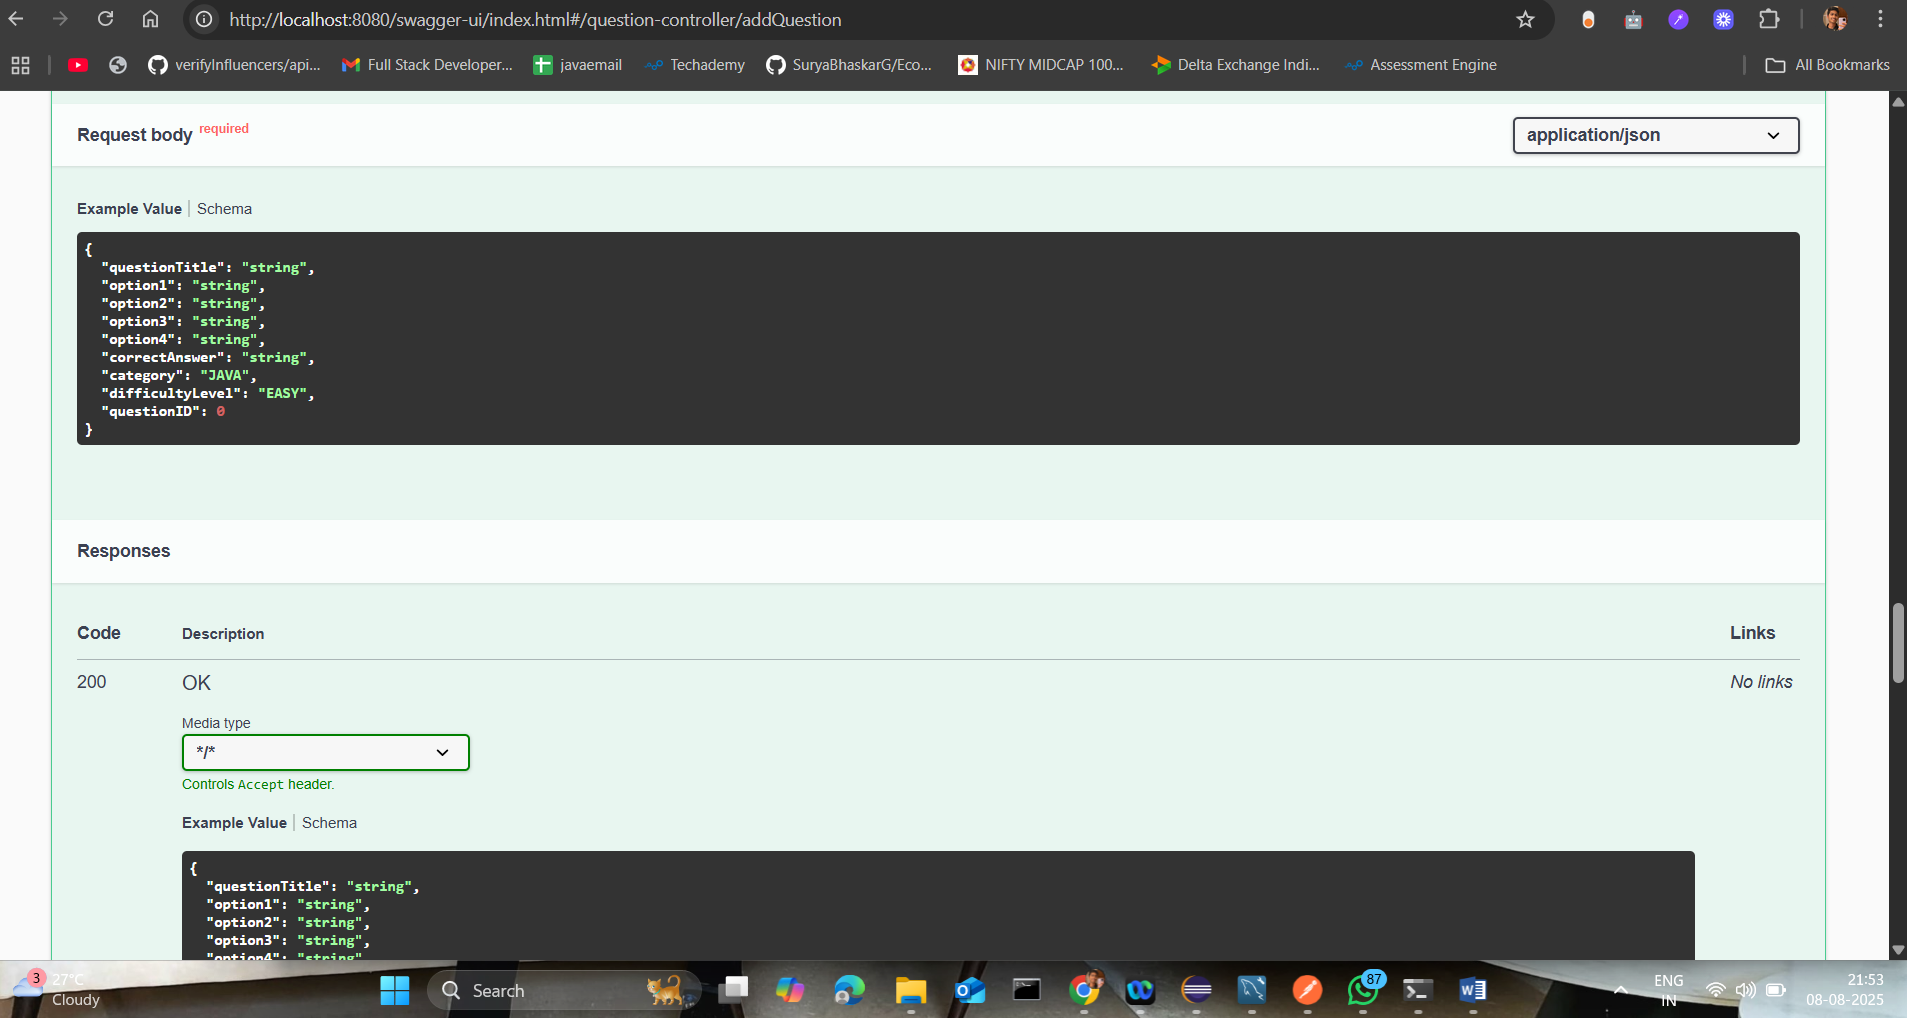 http://localhost:8080/swagger-ui/index.html#/question-controller/addQuestion
verifyInfluencers/api... Full Stack Developer... javaemail Techademy SuryaBhaskarG/Eco... NIFTY MIDCAP 100... Delta Exchange Indi... Assessment Engine All Bookmarks
Request body required application/json
Example Value Schema
{
"questionTitle": "string",
"option1": "string",
"option2": "string",
"option3": "string",
"option4": "string",
"correctAnswer": "string",
"category": "JAVA",
"difficultyLevel": "EASY",
"questionID": 0
}
Responses
Code Description Links
200 OK No links
Media type
*/*
Controls Accept header.
Example Value Schema
{
"questionTitle": "string",
"option1": "string",
"option2": "string",
"option3": "string",
"option4": "string"
3 27°C
Cloudy
Search
87
ENG
IN
21:53
08-08-2025